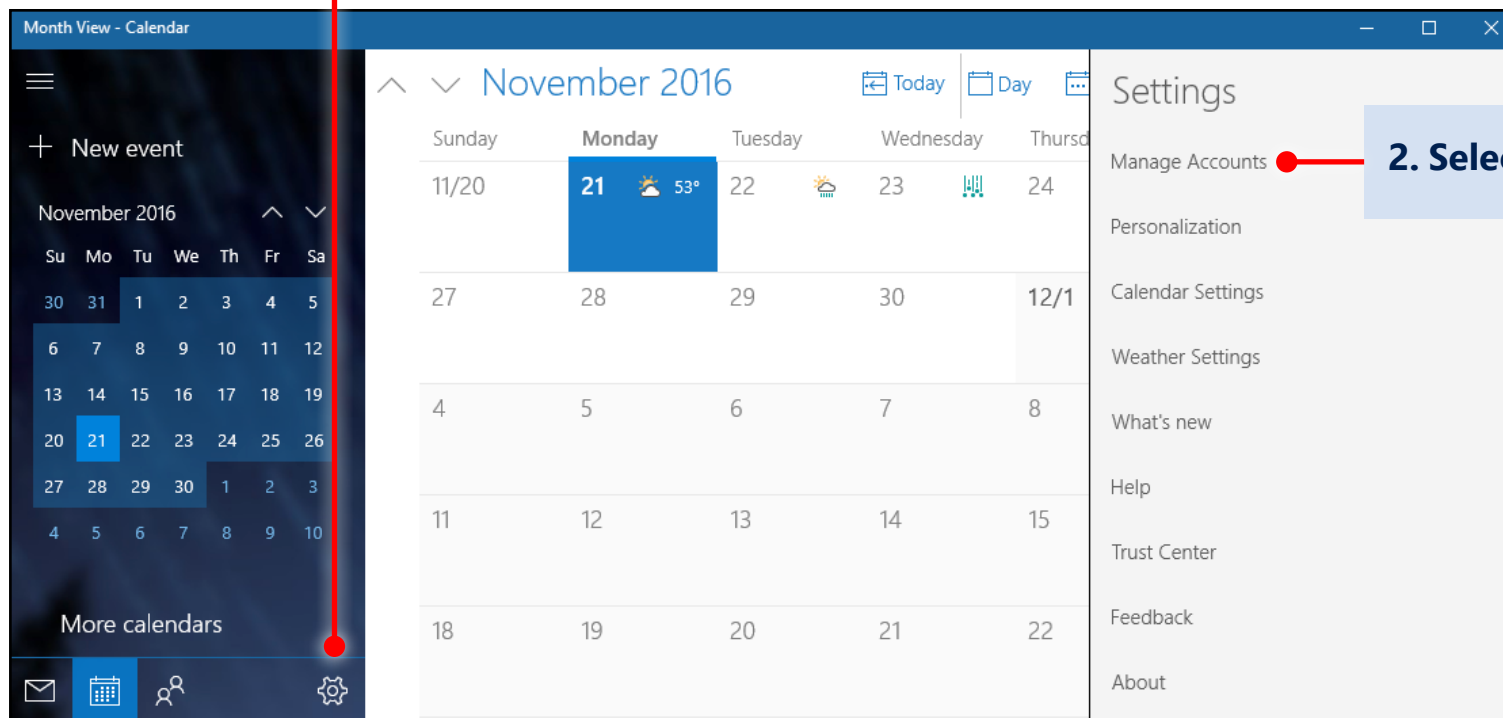 Month View - Calendar
New event
November 2016
Su Mo Tu We Th Fr Sa
30 31 1 2 3 4 5
6 7 8 9 10 11 12
13 14 15 16 17 18 19
20 21 22 23 24 25 26
27 28 29 30 1 2 3
4 5 6 7 8 9 10
More calendars
November 2016
Today
Day
Sunday Monday Tuesday Wednesday Thursd
11/20 21 53° 22 23 24
27 28 29 30 12/1
4 5 6 7 8
11 12 13 14 15
18 19 20 21 22
Settings
Manage Accounts
2. Selec
Personalization
Calendar Settings
Weather Settings
What's new
Help
Trust Center
Feedback
About